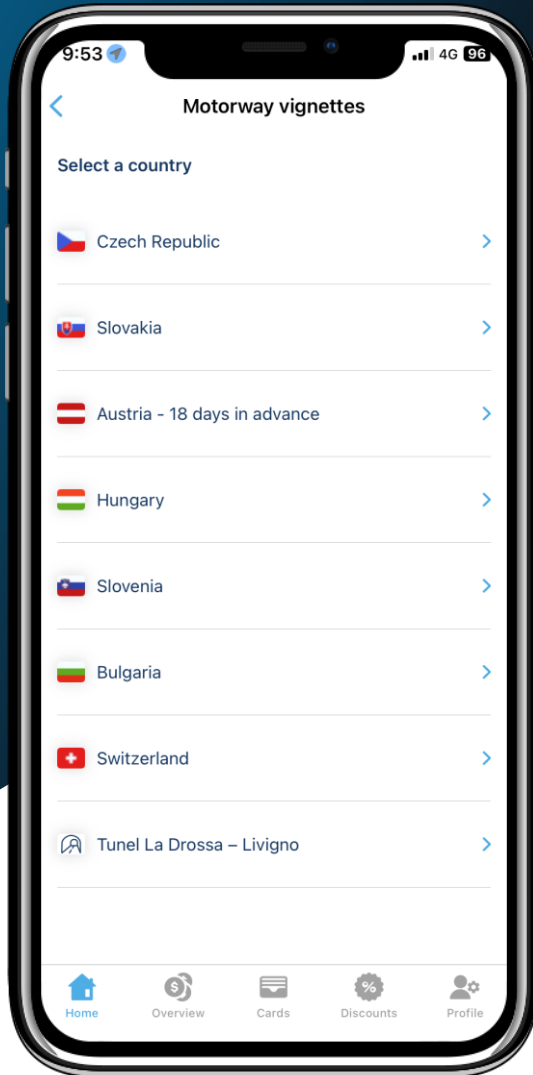 9:53
4G 96
Motorway vignettes
Select a country
Czech Republic
Slovakia
Austria - 18 days in advance
Hungary
Slovenia
Bulgaria
Switzerland
Tunel La Drossa – Livigno
Home Overview Cards Discounts Profile